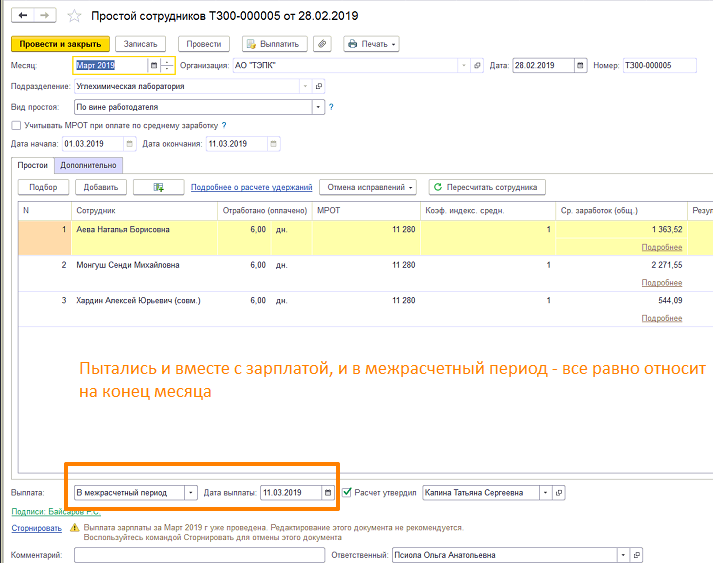 Простой сотрудников Т300-000005 от 28.02.2019
Провести и закрыть Записать Провести Выплатить Печать
Месяц: Март 2019 Организация: АО "ТЭПК" Дата: 28.02.2019 Номер: Т300-000005
Подразделение: Углехимическая лаборатория
Вид простоя: По вине работодателя ?
Учитывать МРОТ при оплате по среднему заработку ?
Дата начала: 01.03.2019 Дата окончания: 11.03.2019
Простои Дополнительно
Подбор Добавить Подробнее о расчете удержаний Отмена исправлений Пересчитать сотрудника
N Сотрудник Отработано (оплачено) МРОТ Коэф. индекс. средн. Ср. заработок (общ.) Резул
1 Аева Наталья Борисовна 6,00 дн. 11 280 1 1 363,52
Подробнее
2 Монгуш Сенди Михайловна 6,00 дн. 11 280 1 2 271,55
Подробнее
3 Хардин Алексей Юрьевич (совм.) 6,00 дн. 11 280 1 544,09
Подробнее
Пытались и вместе с зарплатой, и в межрасчетный период - все равно относит
на конец месяца
Выплата: В межрасчетный период Дата выплаты: 11.03.2019 Расчет утвердил Капина Татьяна Сергеевна
Подписи: Байсаров Р.С.
Сторнировать Выплата зарплаты за Март 2019 г уже проведена. Редактирование этого документа не рекомендуется.
Воспользуйтесь командой Сторнировать для отмены этого документа
Комментарий: Ответственный: Псиола Ольга Анатольевна